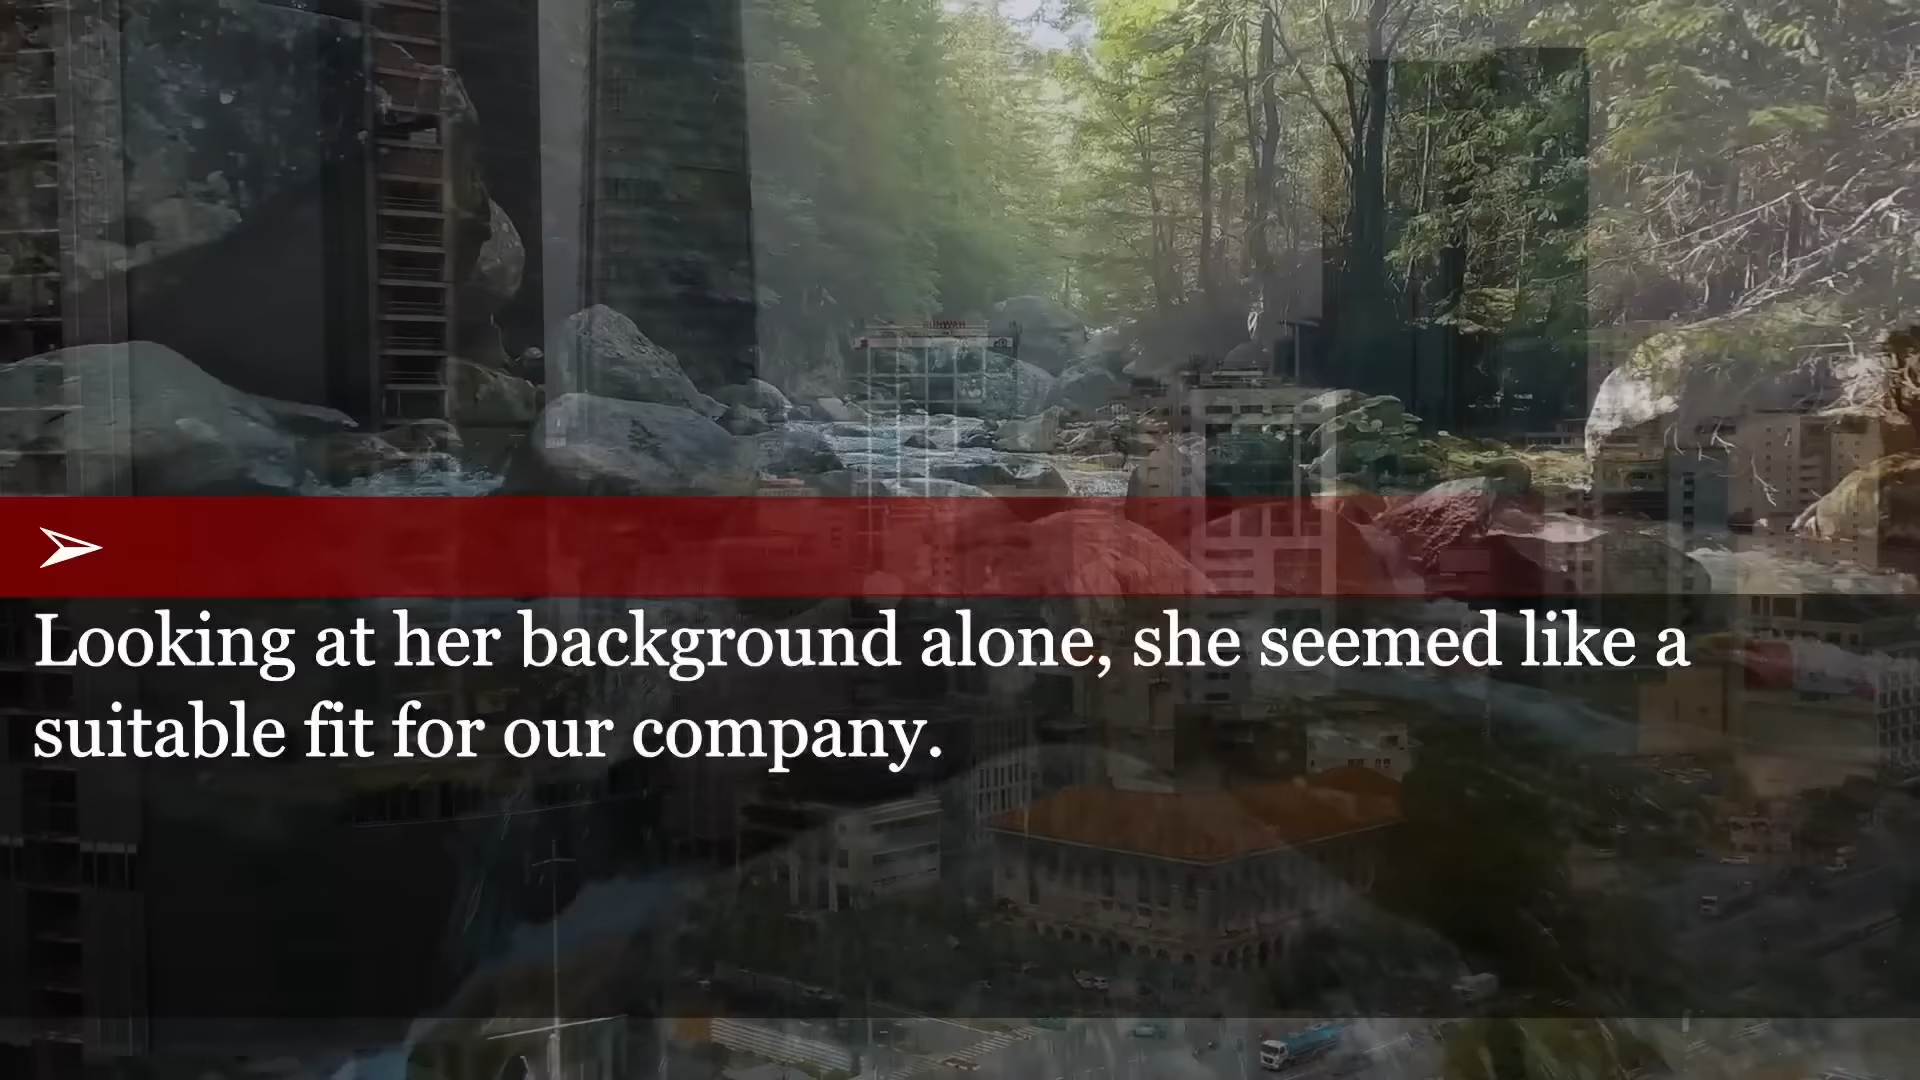 Looking at her background alone, she seemed like a
suitable fit for our company.